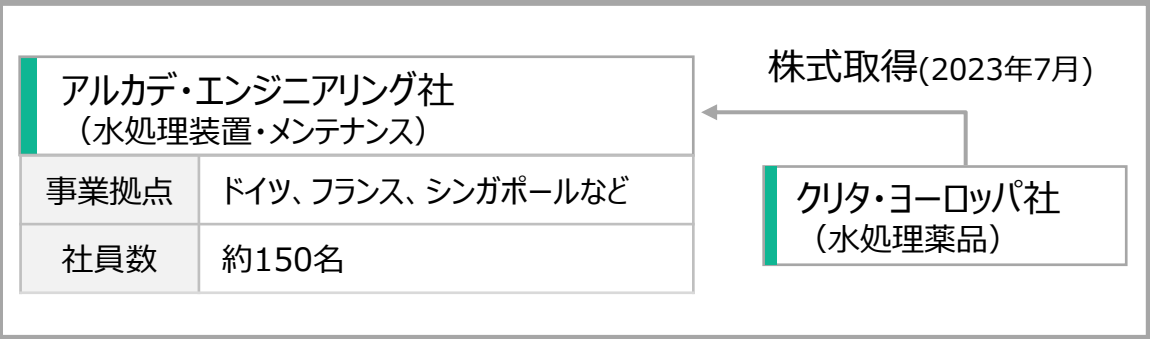 アルカデ・エンジニアリング社
（水処理装置・メンテナンス）
事業拠点 ドイツ、フランス、シンガポールなど
社員数 約150名
株式取得(2023年7月)
クリタ・ヨーロッパ社
（水処理薬品）